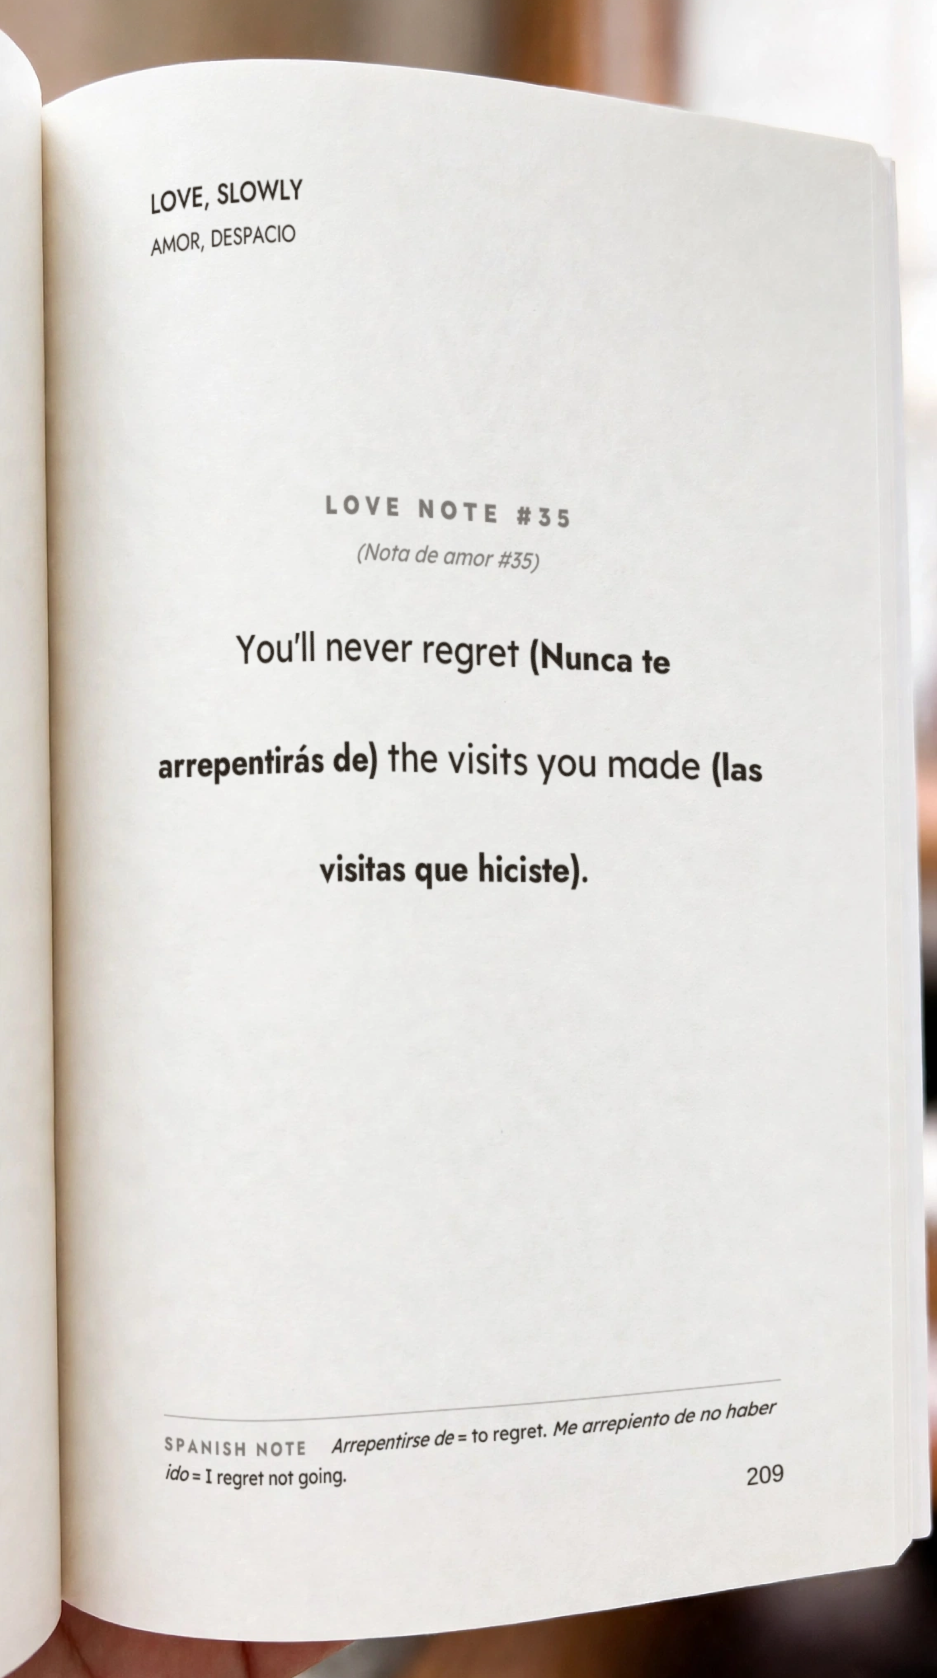 LOVE, SLOWLY
AMOR, DESPACIO
LOVE NOTE #35
(Nota de amor #35)
You'll never regret (Nunca te
arrepentirás de) the visits you made (las
visitas que hiciste).
SPANISH NOTE Arrepentirse de = to regret. Me arrepiento de no haber
ido = I regret not going.
209